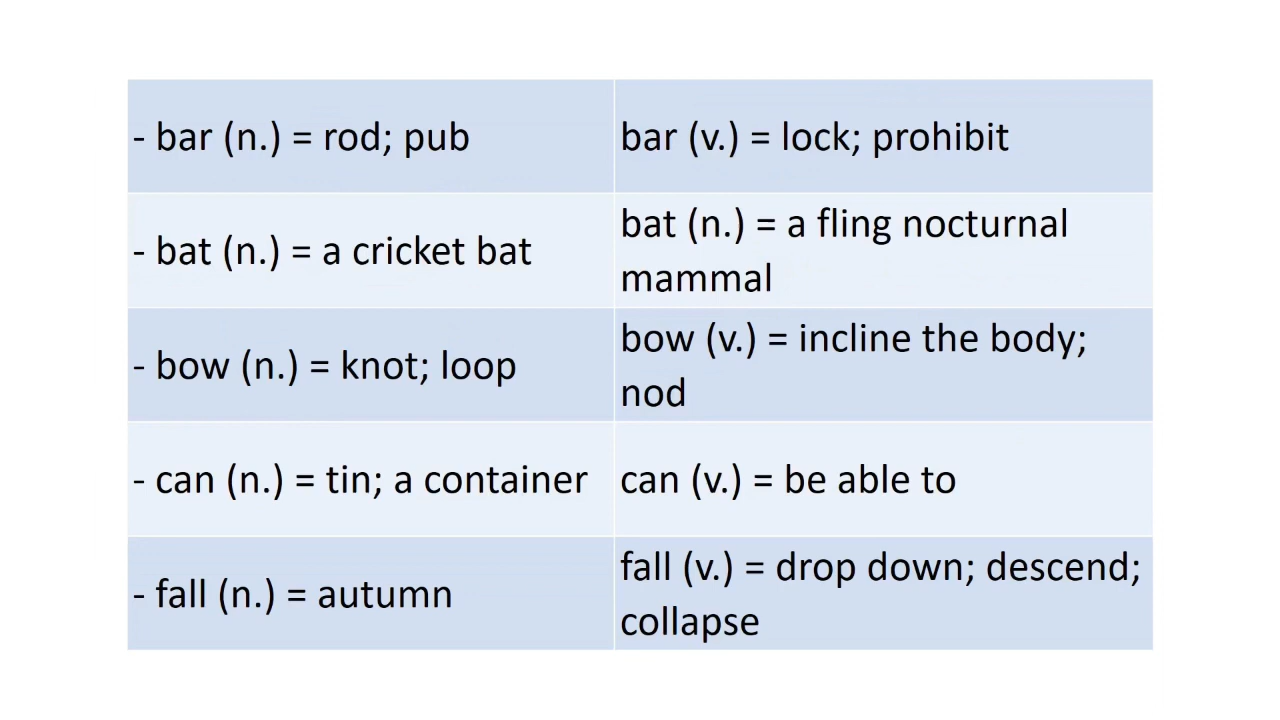 - bar (n.) = rod; pub
bar (v.) = lock; prohibit
- bat (n.) = a cricket bat
bat (n.) = a fling nocturnal
mammal
- bow (n.) = knot; loop
bow (v.) = incline the body;
nod
- can (n.) = tin; a container
can (v.) = be able to
- fall (n.) = autumn
fall (v.) = drop down; descend;
collapse